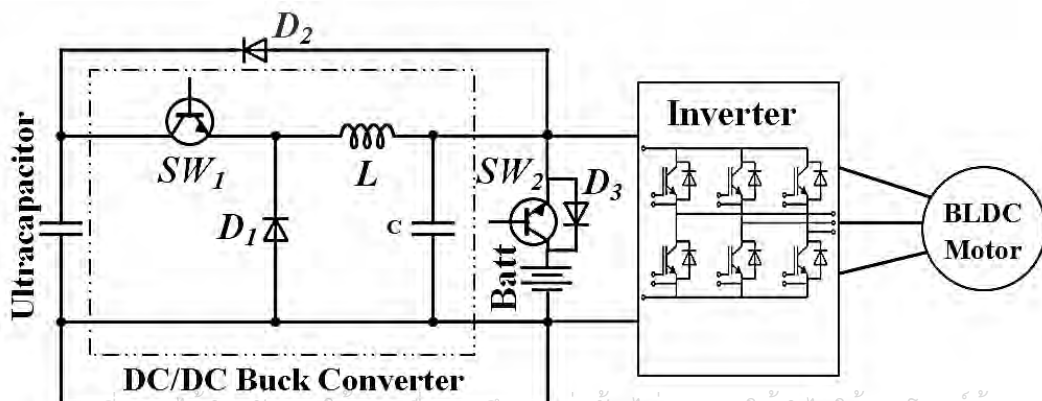 D2
Ultracapacitor
SW1
L
D1
C
SW2
D3
Batt
DC/DC Buck Converter
Inverter
BLDC
Motor